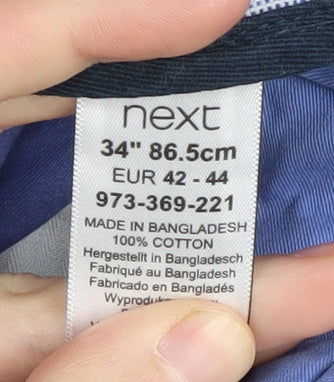 next
34" 86.5cm
EUR 42 - 44
973-369-221
MADE IN BANGLADESH
100% COTTON
Hergestellt in Bangladesch
Fabriqué au Bangladesh
Fabricado en Bangladés